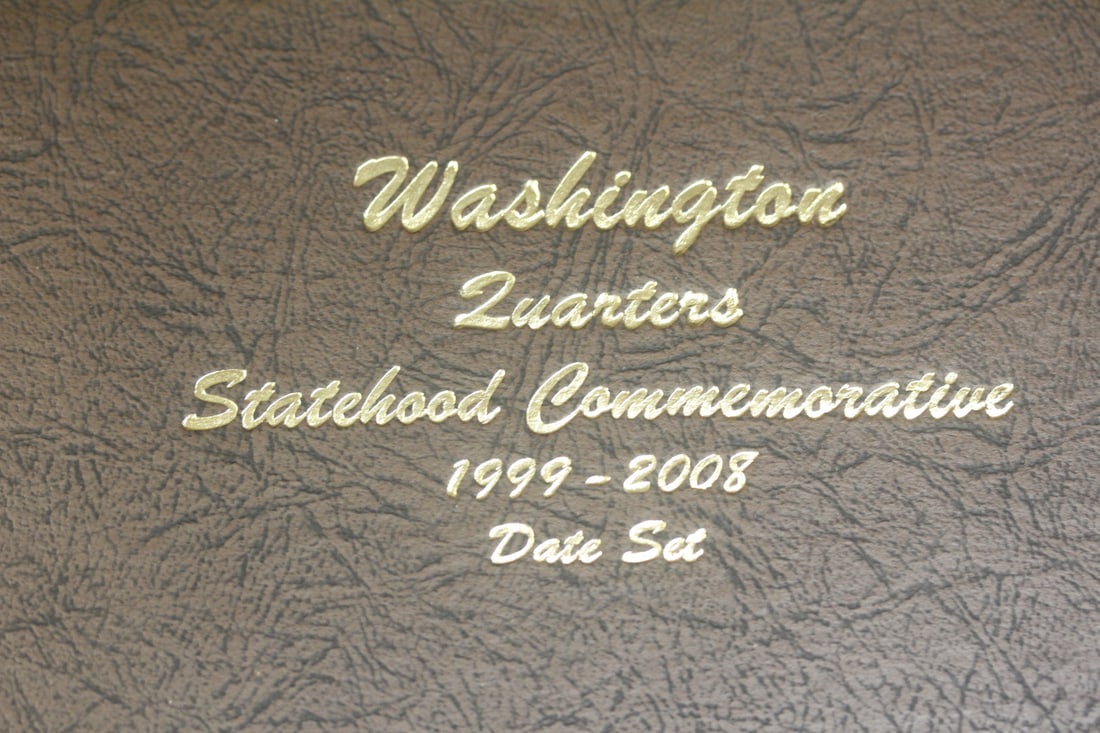 Washington
Quarters
Statehood Commemorative
1999-2008
Date Set